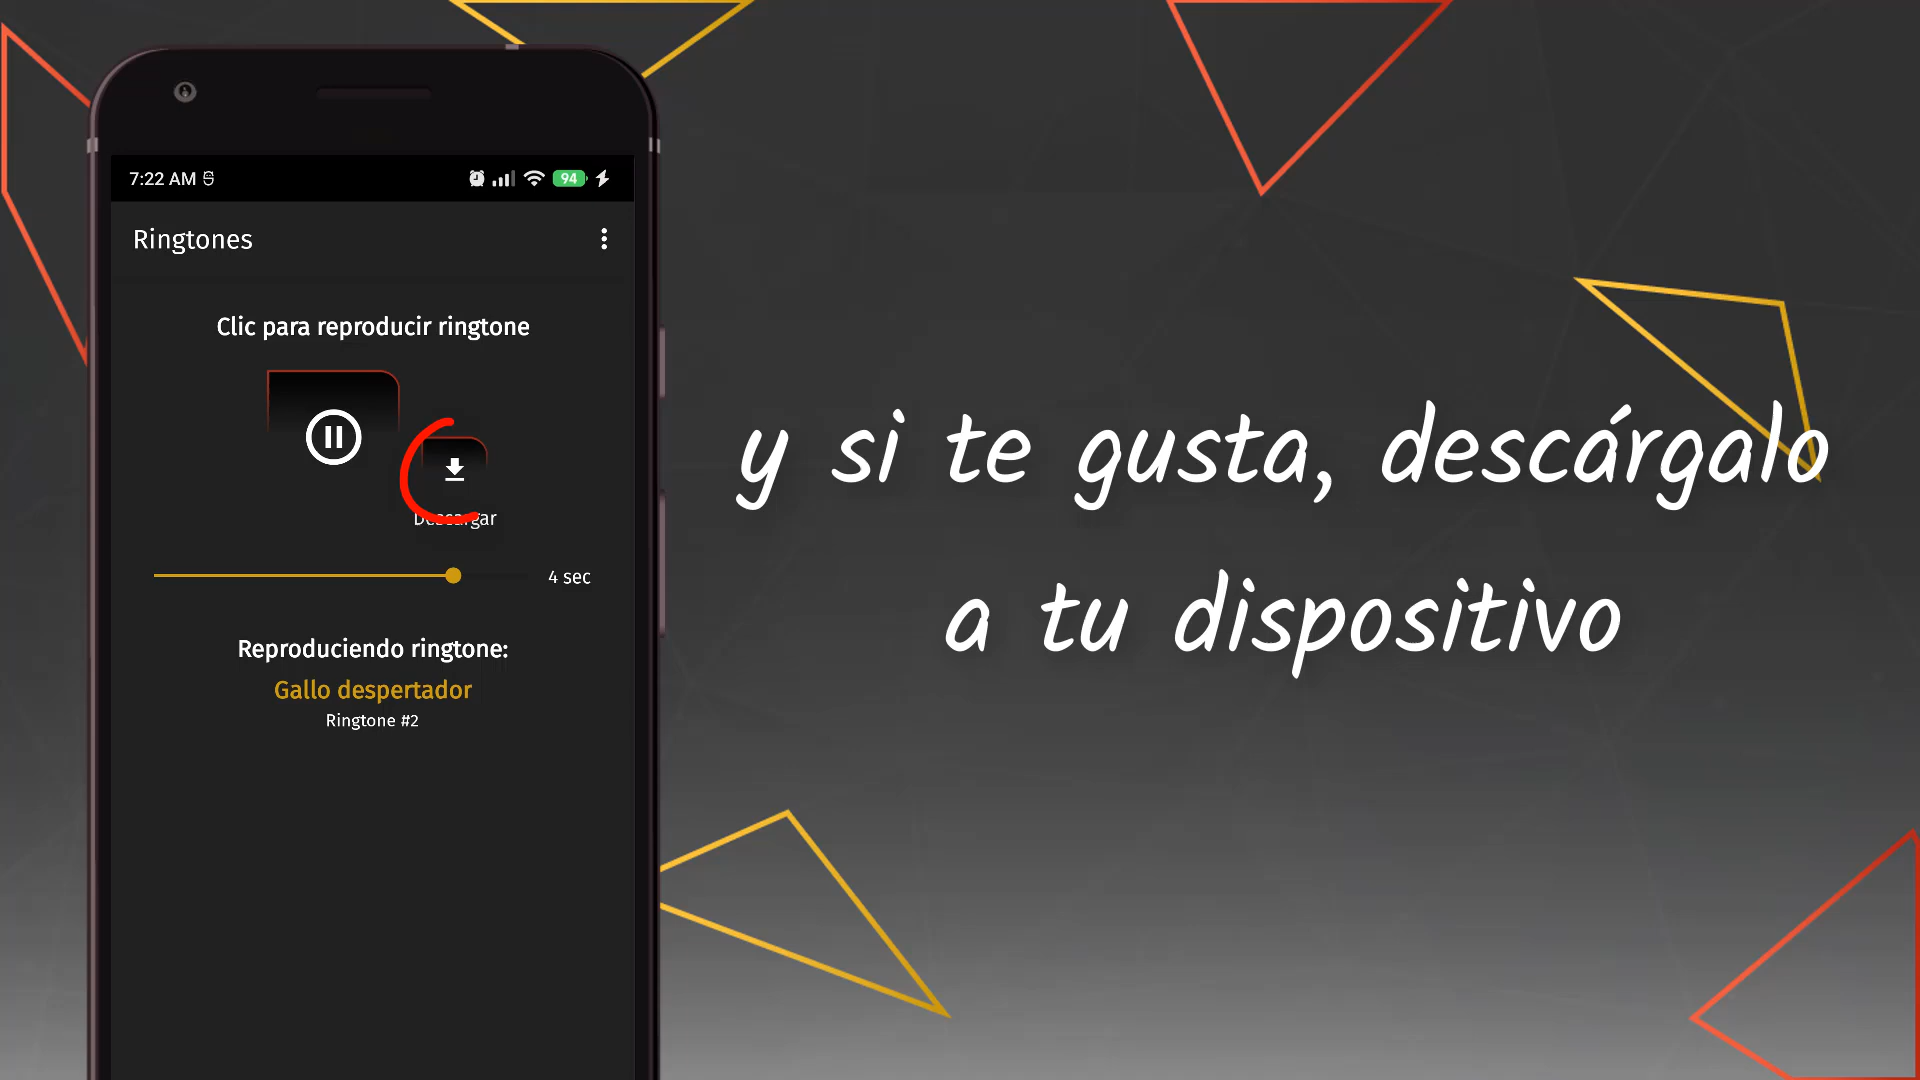 7:22 AM
94
Ringtones
Clic para reproducir ringtone
Descargar
4 sec
Reproduciendo ringtone:
Gallo despertador
Ringtone #2
y si te gusta, descárgalo
a tu dispositivo